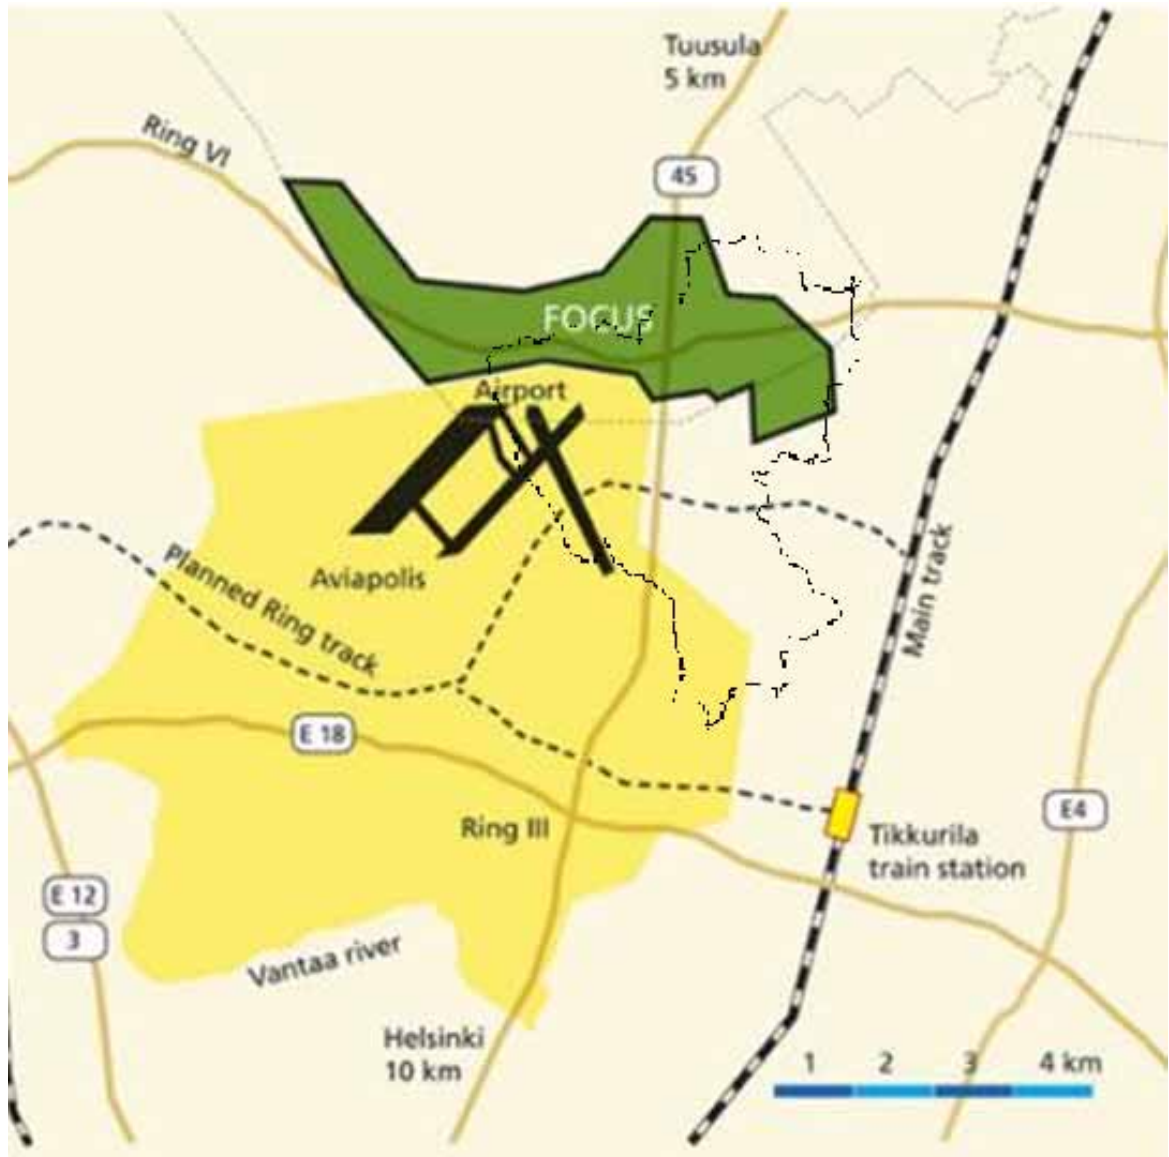 Tuusula
5 km
Ring VI
45
FOCUS
Airport
Aviapolis
Planned Ring track
Main track
E 18
Ring III
E4
Tikkurila
train station
E 12
3
Vantaa river
Helsinki
10 km
1 2 3 4 km